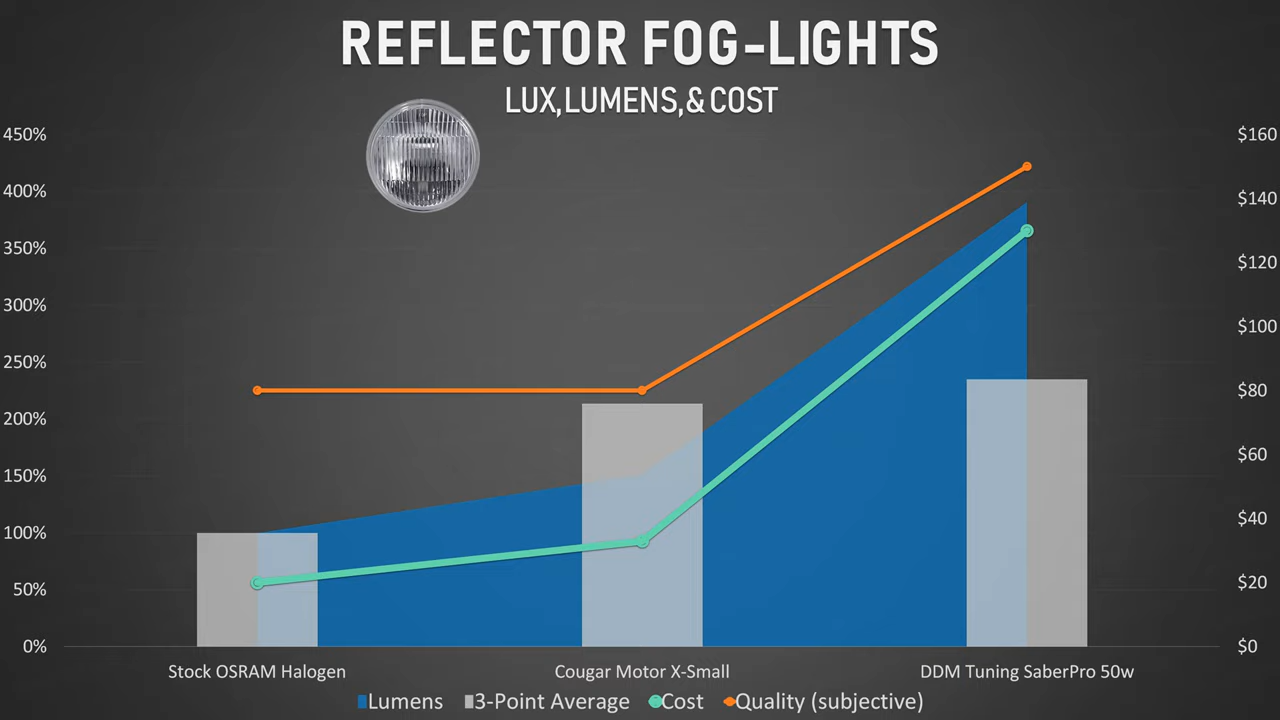 REFLECTOR FOG-LIGHTS
LUX,LUMENS,& COST
450%
400%
350%
300%
250%
200%
150%
100%
50%
0%
$160
$140
$120
$100
$80
$60
$40
$20
$0
Stock OSRAM Halogen
Cougar Motor X-Small
DDM Tuning SaberPro 50w
Lumens
3-Point Average
Cost
Quality (subjective)